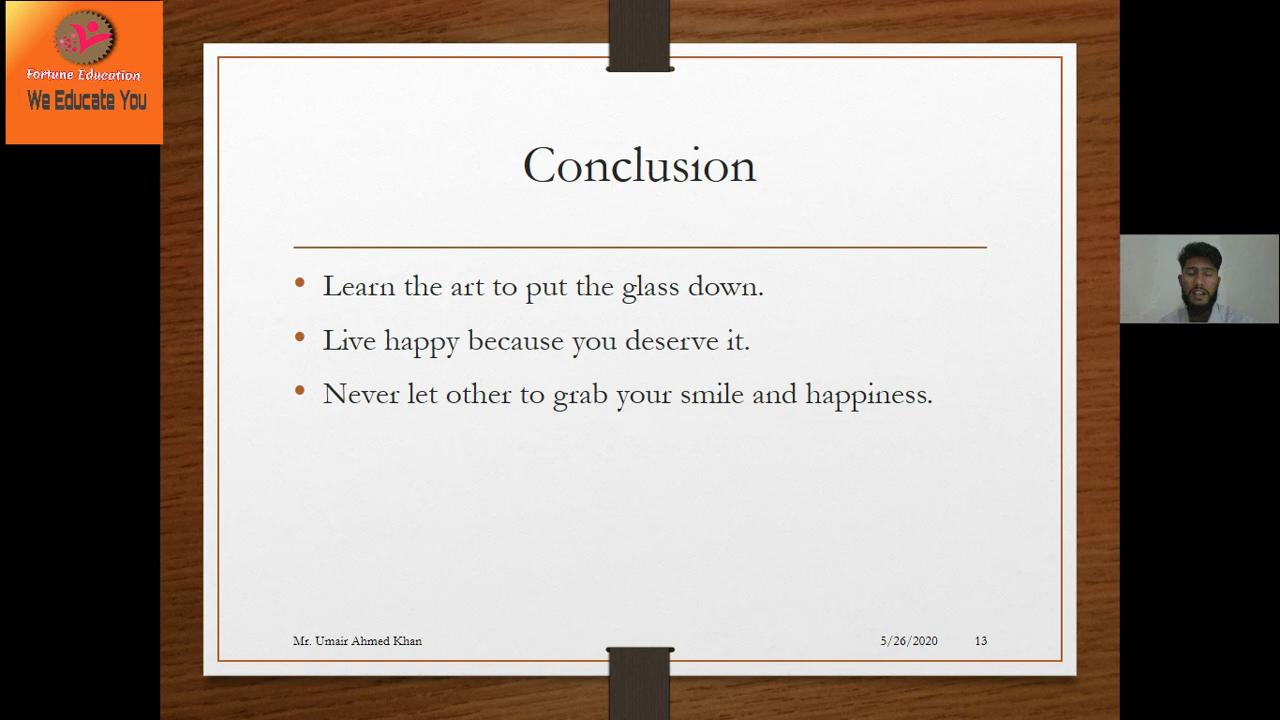 Fortune Education
We Educate You
Conclusion
Learn the art to put the glass down.
Live happy because you deserve it.
Never let other to grab your smile and happiness.
Mr. Umair Ahmed Khan 5/26/2020 13